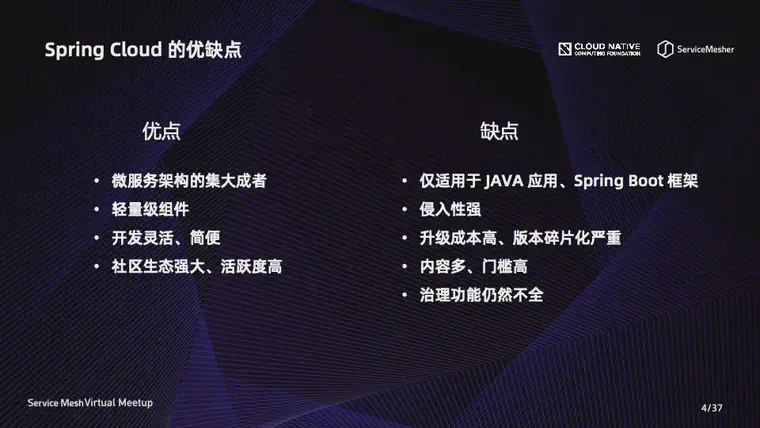 Spring Cloud 的优缺点
CLOUD NATIVE
COMPUTING FOUNDATION
ServiceMesher
优点
• 微服务架构的集大成者
• 轻量级组件
• 开发灵活、简便
• 社区生态强大、活跃度高
缺点
• 仅适用于 JAVA 应用、Spring Boot 框架
• 侵入性强
• 升级成本高、版本碎片化严重
• 内容多、门槛高
• 治理功能仍然不全
Service Mesh Virtual Meetup
4/37